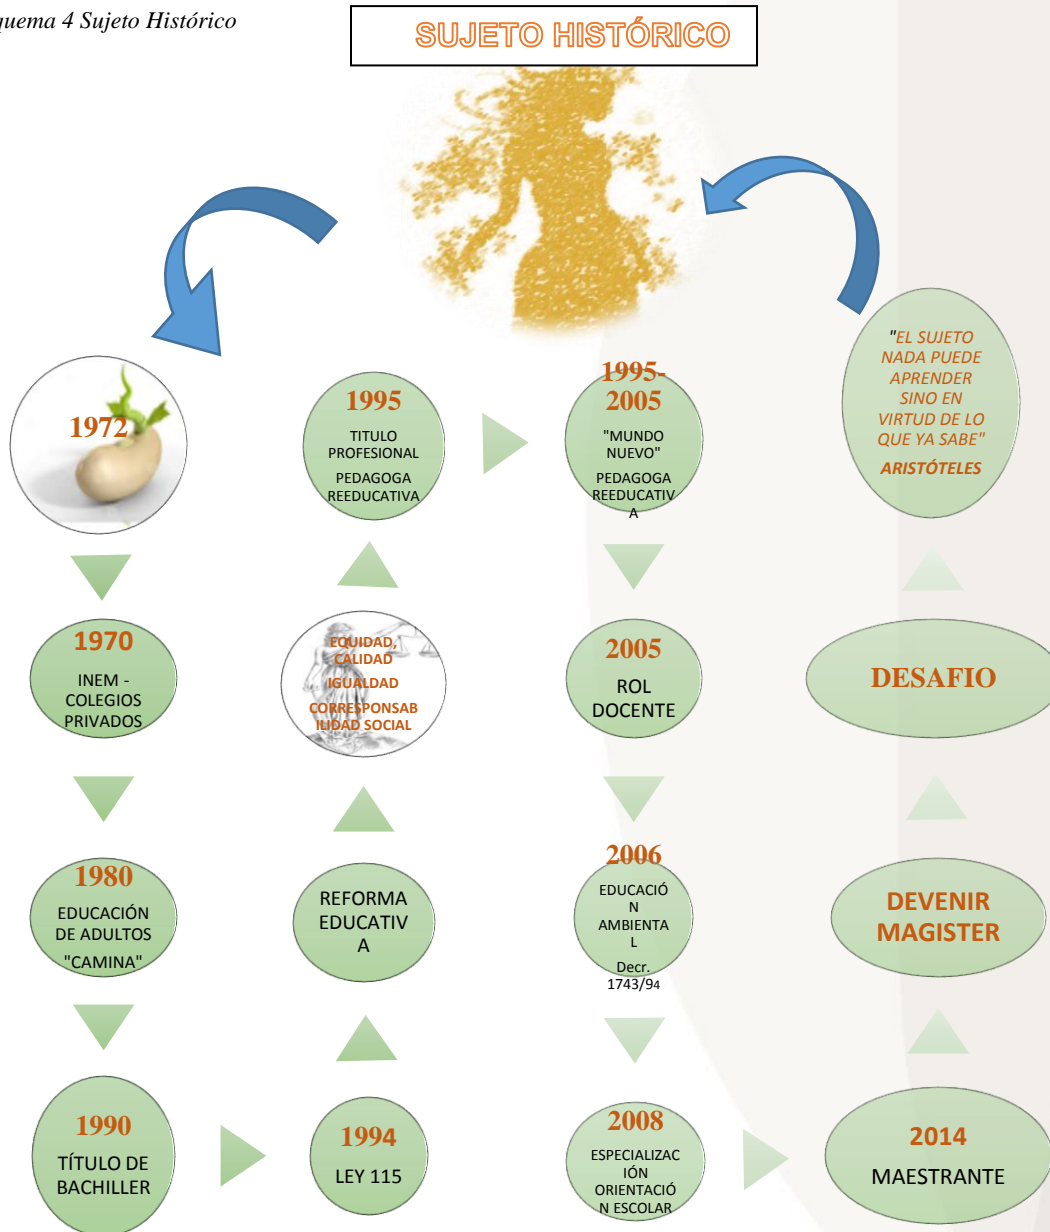 quema 4 Sujeto Histórico
SUJETO HISTÓRICO
1972
1970
INEM -
COLEGIOS
PRIVADOS
1980
EDUCACIÓN
DE ADULTOS
"CAMINA"
1990
TÍTULO DE
BACHILLER
1994
LEY 115
REFORMA
EDUCATIV
A
EQUIDAD,
CALIDAD
IGUALDAD
CORRESPONSAB
ILIDAD SOCIAL
1995
TITULO
PROFESIONAL
PEDAGOGA
REEDUCATIVA
1995-
2005
"MUNDO
NUEVO"
PEDAGOGA
REEDUCATIV
A
2005
ROL
DOCENTE
2006
EDUCACIÓ
N
AMBIENTA
L
Decr.
1743/94
2008
ESPECIALIZAC
IÓN
ORIENTACIÓ
N ESCOLAR
2014
MAESTRANTE
DEVENIR
MAGISTER
DESAFIO
"EL SUJETO
NADA PUEDE
APRENDER
SINO EN
VIRTUD DE LO
QUE YA SABE"
ARISTÓTELES